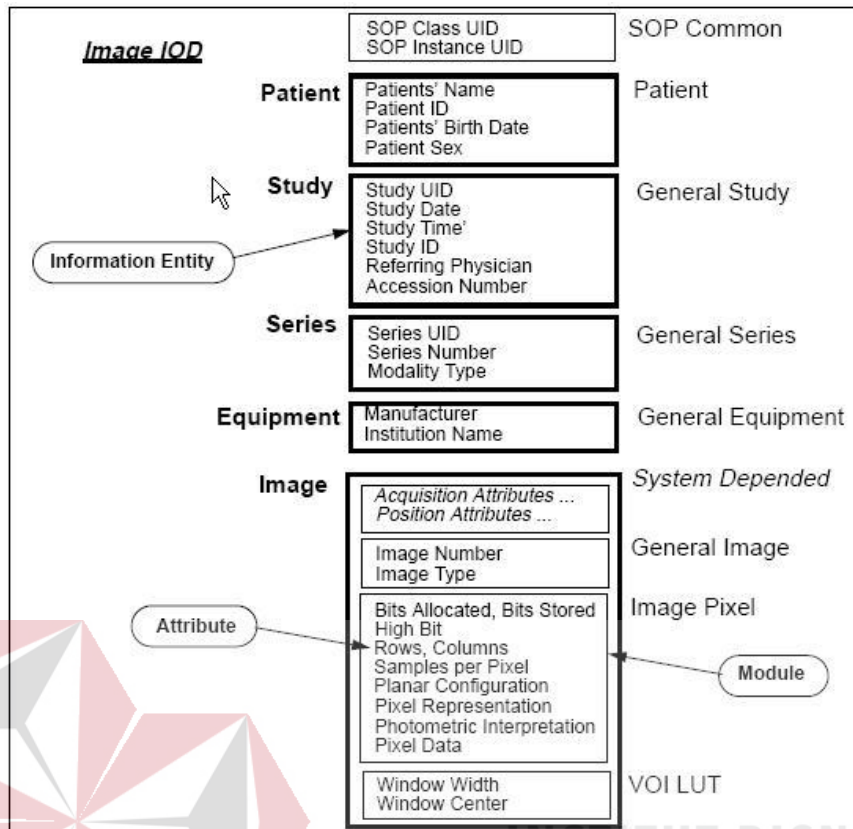 Image IOD
SOP Class UID
SOP Instance UID
SOP Common
Patient
Patients' Name
Patient ID
Patients' Birth Date
Patient Sex
Patient
Study
Study UID
Study Date
Study Time'
Study ID
Referring Physician
Accession Number
General Study
Information Entity
Series
Series UID
Series Number
Modality Type
General Series
Equipment
Manufacturer
Institution Name
General Equipment
Image
Acquisition Attributes ...
Position Attributes ...
System Depended
Image Number
Image Type
General Image
Attribute
Bits Allocated, Bits Stored
High Bit
Rows, Columns
Samples per Pixel
Planar Configuration
Pixel Representation
Photometric Interpretation
Pixel Data
Image Pixel
Module
Window Width
Window Center
VOI LUT